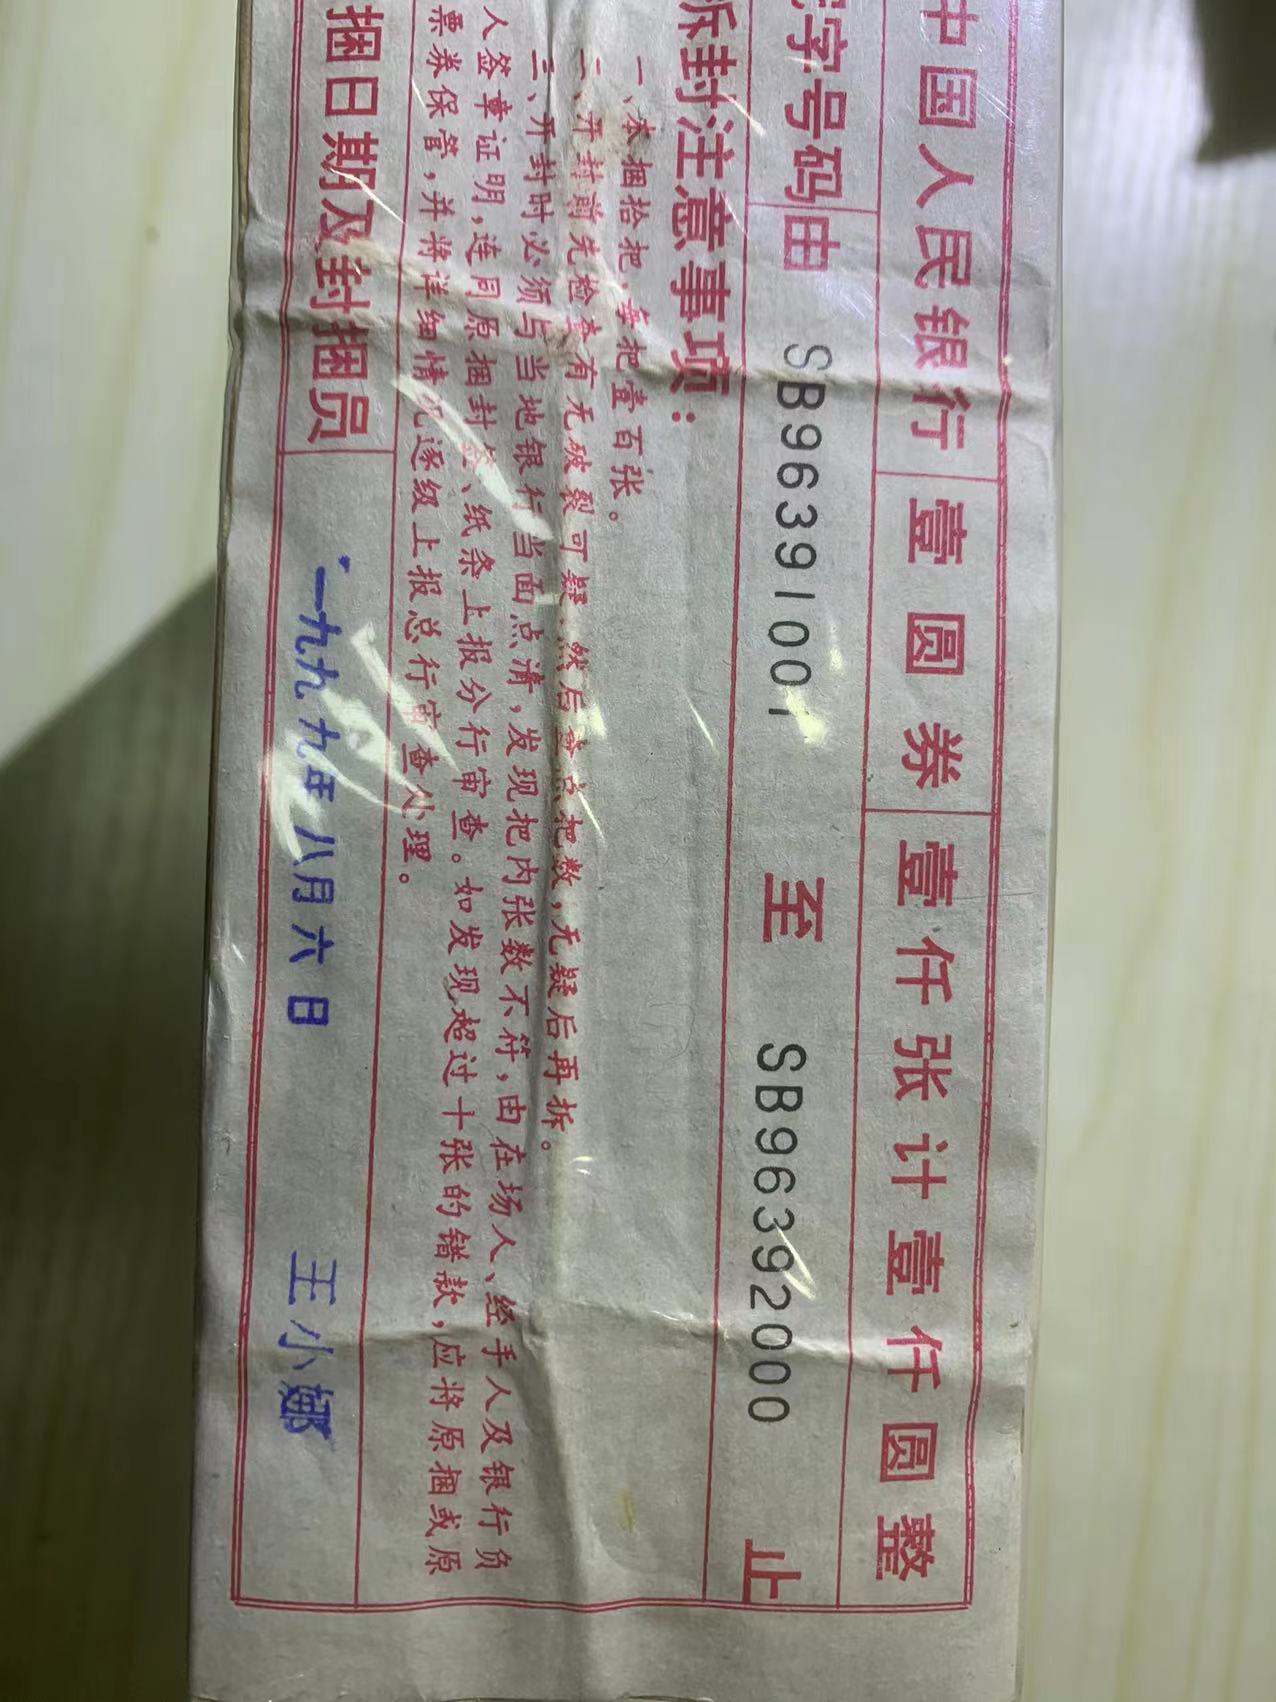 中国人民银行 壹圆券 壹仟张计壹仟圆整
字号码 由 SB96391001 至 SB96392000 止
拆封注意事项：
一、本捆拾把，每把壹百张。
二、开封前先检查有无破裂可疑，然后查点把数，无疑后再拆。
三、开封时必须与当地银行当面点清，发现把内张数不符，由在场人、经手人及银行负
人签章证明，连同原捆封签、纸条上报分行审查。如发现超过十张的错款，应将原捆或原
票券保管，并将详细情况逐级上报总行审查处理。
捆日期及封捆员 一九九九年八月六日 王小娜